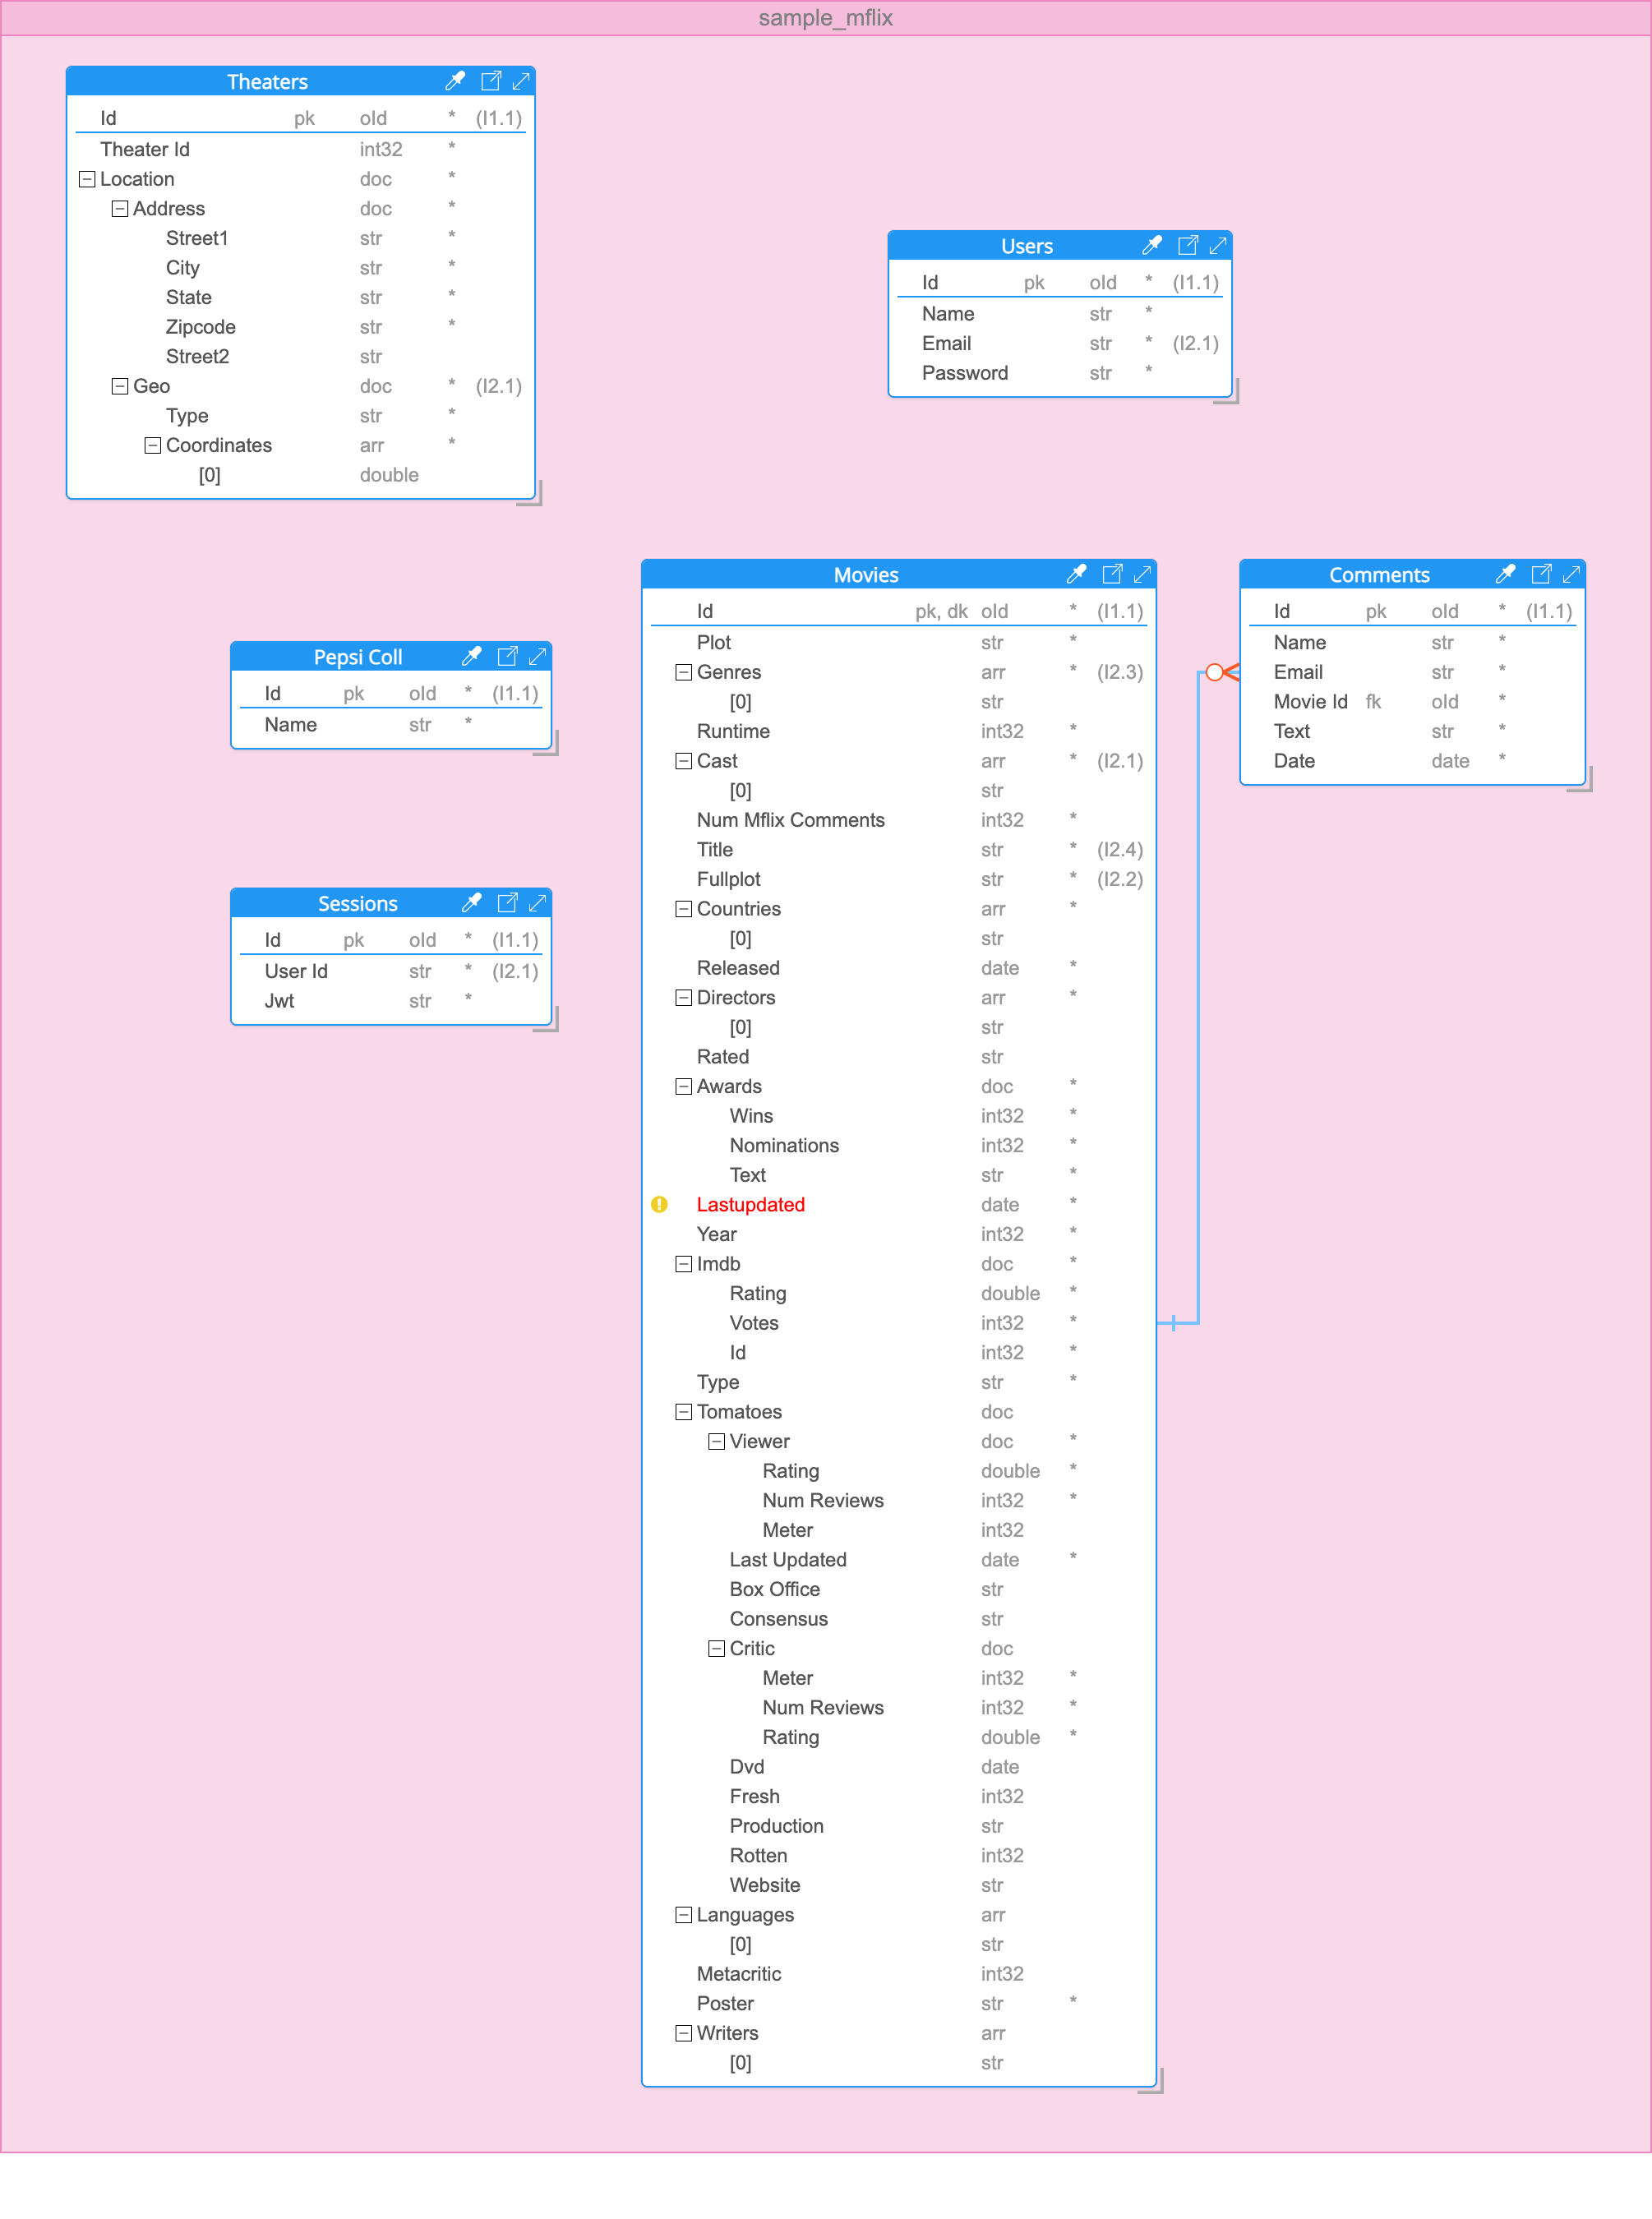 sample_mflix
Theaters
Id pk oId * (I1.1)
Theater Id int32 *
Location doc *
Address doc *
Street1 str *
City str *
State str *
Zipcode str *
Street2 str
Geo doc * (I2.1)
Type str *
Coordinates arr *
[0] double
Users
Id pk oId * (I1.1)
Name str *
Email str * (I2.1)
Password str *
Pepsi Coll
Id pk oId * (I1.1)
Name str *
Sessions
Id pk oId * (I1.1)
User Id str * (I2.1)
Jwt str *
Movies
Id pk, dk oId * (I1.1)
Plot str *
Genres arr * (I2.3)
[0] str
Runtime int32 *
Cast arr * (I2.1)
[0] str
Num Mflix Comments int32 *
Title str * (I2.4)
Fullplot str * (I2.2)
Countries arr *
[0] str
Released date *
Directors arr *
[0] str
Rated str
Awards doc *
Wins int32 *
Nominations int32 *
Text str *
Lastupdated date *
Year int32 *
Imdb doc *
Rating double *
Votes int32 *
Id int32 *
Type str *
Tomatoes doc
Viewer doc *
Rating double *
Num Reviews int32 *
Meter int32
Last Updated date *
Box Office str
Consensus str
Critic doc
Meter int32 *
Num Reviews int32 *
Rating double *
Dvd date
Fresh int32
Production str
Rotten int32
Website str
Languages arr
[0] str
Metacritic int32
Poster str *
Writers arr
[0] str
Comments
Id pk oId * (I1.1)
Name str *
Email str *
Movie Id fk oId *
Text str *
Date date *